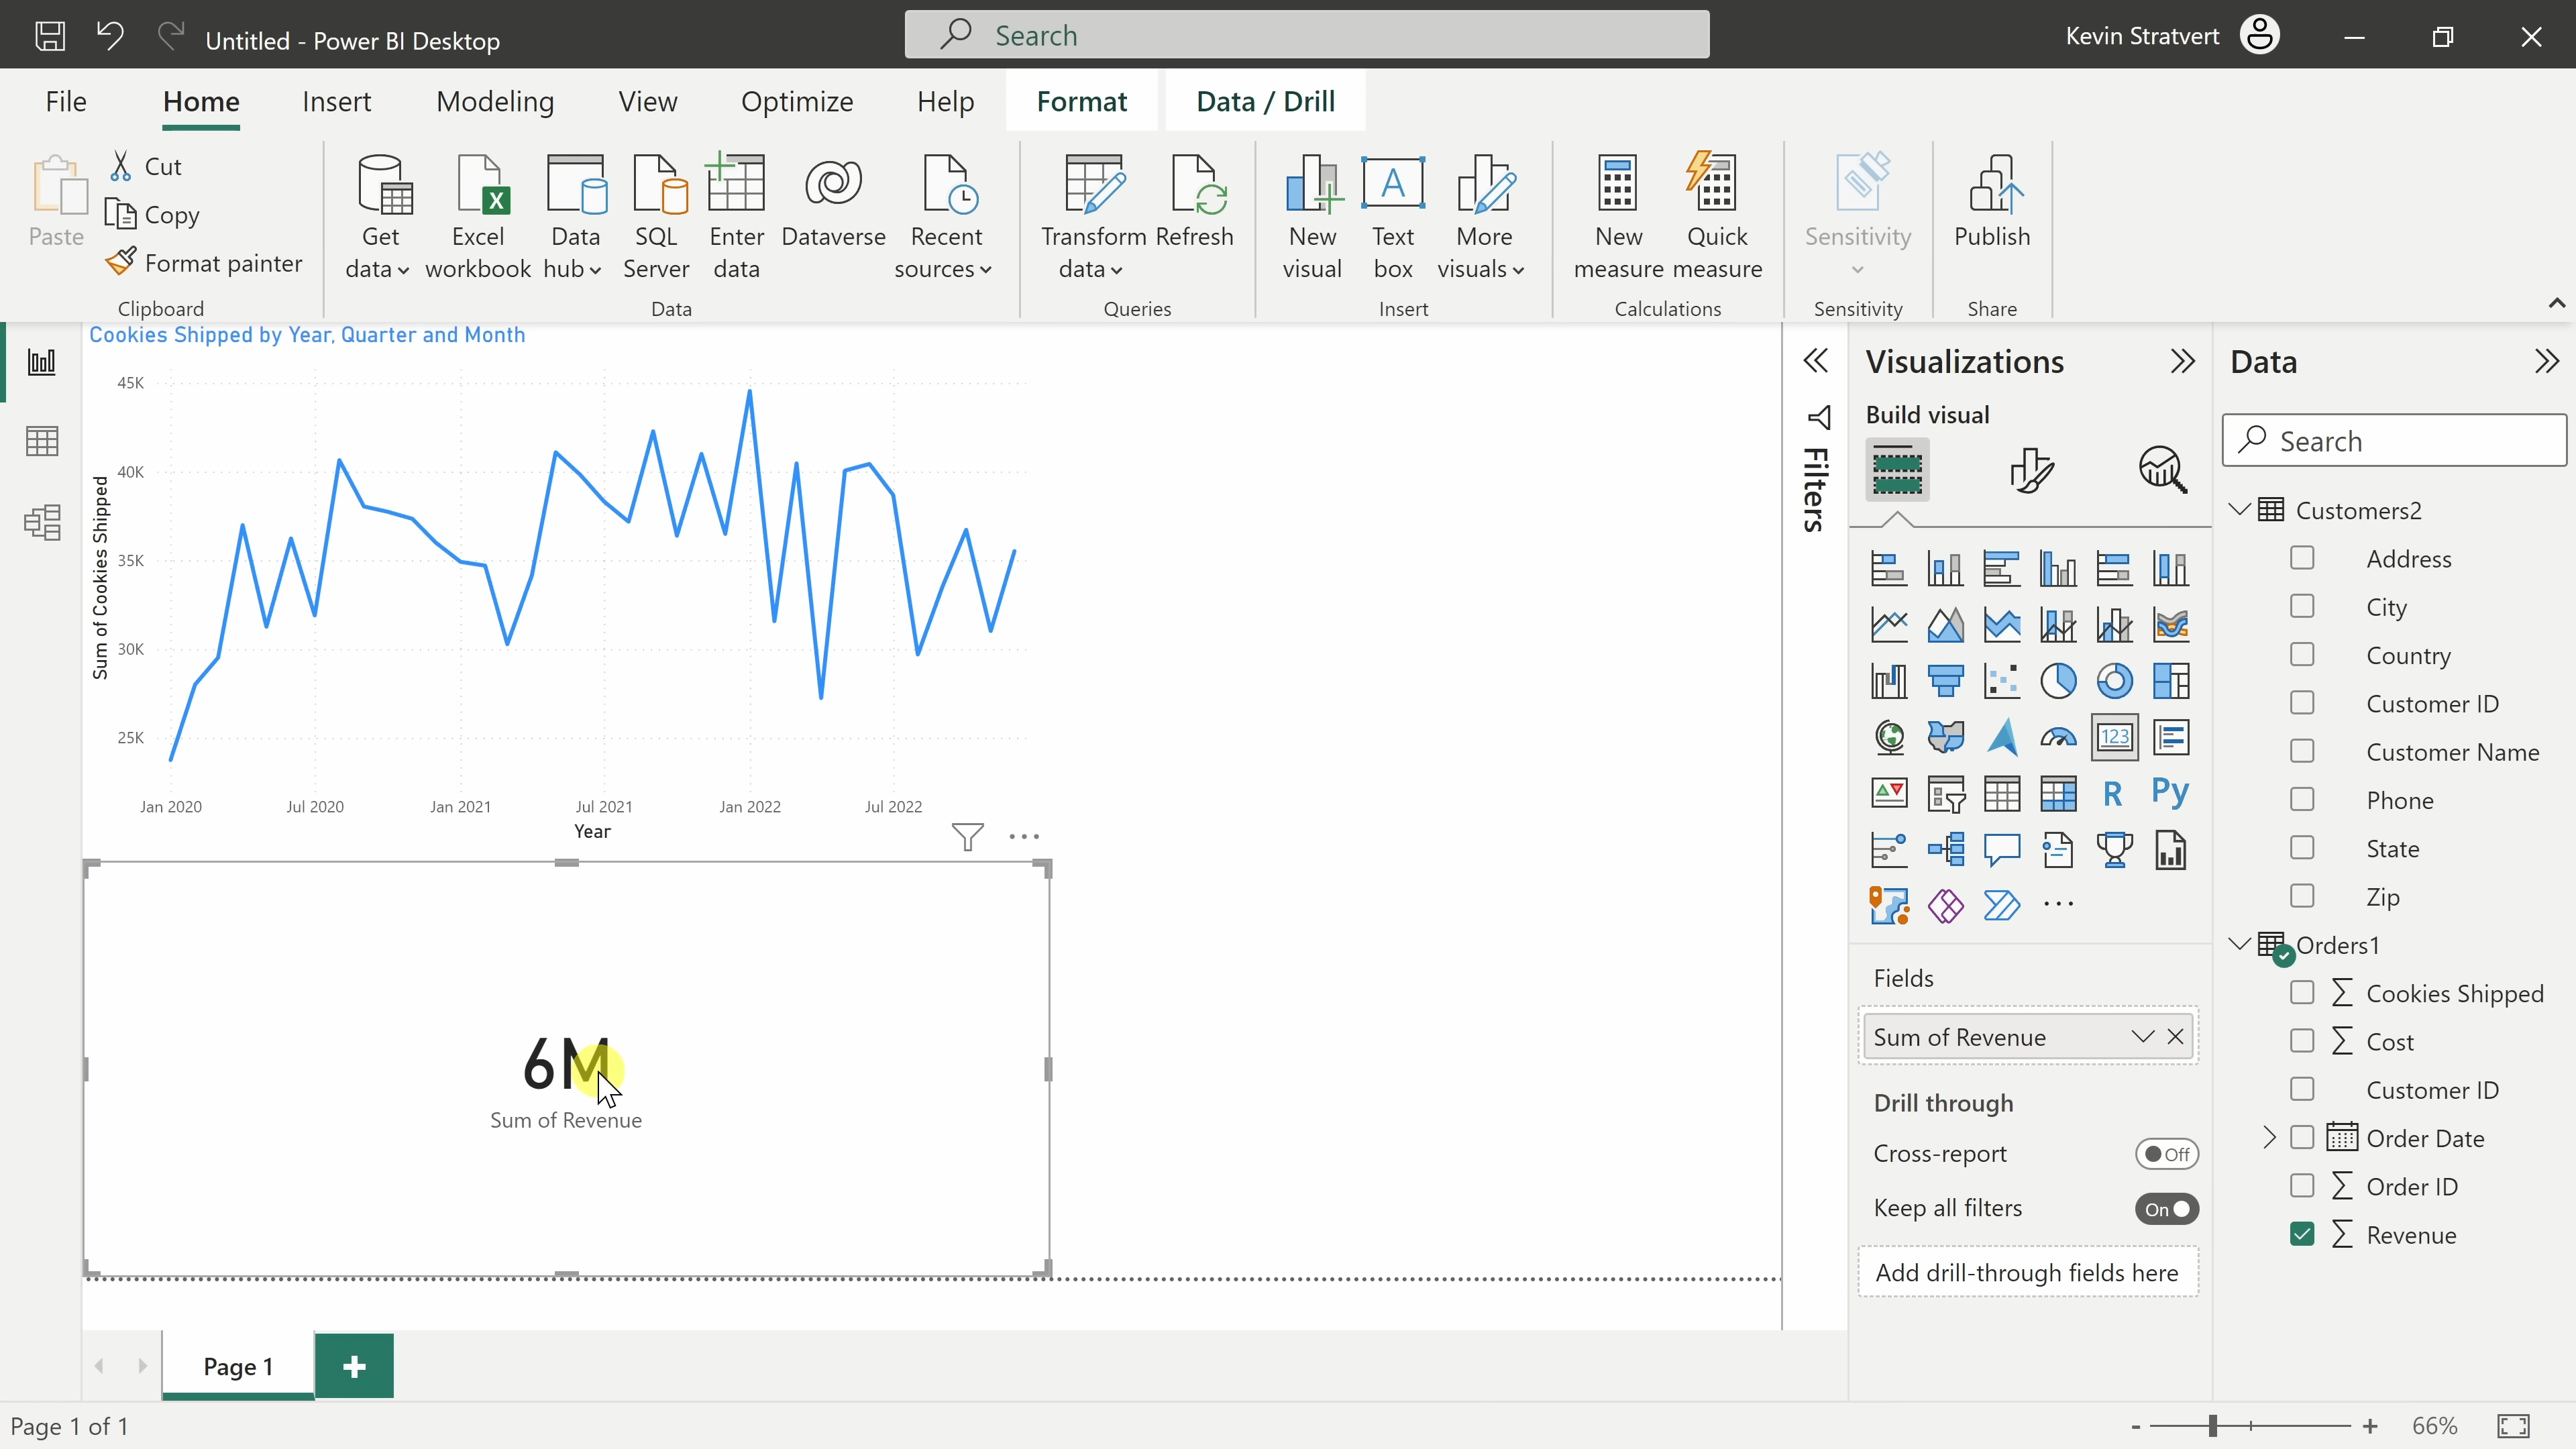 Untitled - Power BI Desktop
Search
Kevin Stratvert
File
Home
Insert
Modeling
View
Optimize
Help
Format
Data / Drill
Paste
Cut
Copy
Format painter
Clipboard
Get data
Excel workbook
Data hub
SQL Server
Enter data
Dataverse
Recent sources
Data
Transform data
Refresh
Queries
New visual
A
Text box
More visuals
Insert
New measure
Quick measure
Calculations
Sensitivity
Sensitivity
Publish
Share
Cookies Shipped by Year, Quarter and Month
Sum of Cookies Shipped
45K
40K
35K
30K
25K
Jan 2020
Jul 2020
Jan 2021
Jul 2021
Jan 2022
Jul 2022
Year
6M
Sum of Revenue
Page 1
Page 1 of 1
Filters
Visualizations
Build visual
123
R
Py
Fields
Sum of Revenue
Drill through
Cross-report
Off
Keep all filters
On
Add drill-through fields here
Data
Search
Customers2
Address
City
Country
Customer ID
Customer Name
Phone
State
Zip
Orders1
Cookies Shipped
Cost
Customer ID
Order Date
Order ID
Revenue
- + 66%